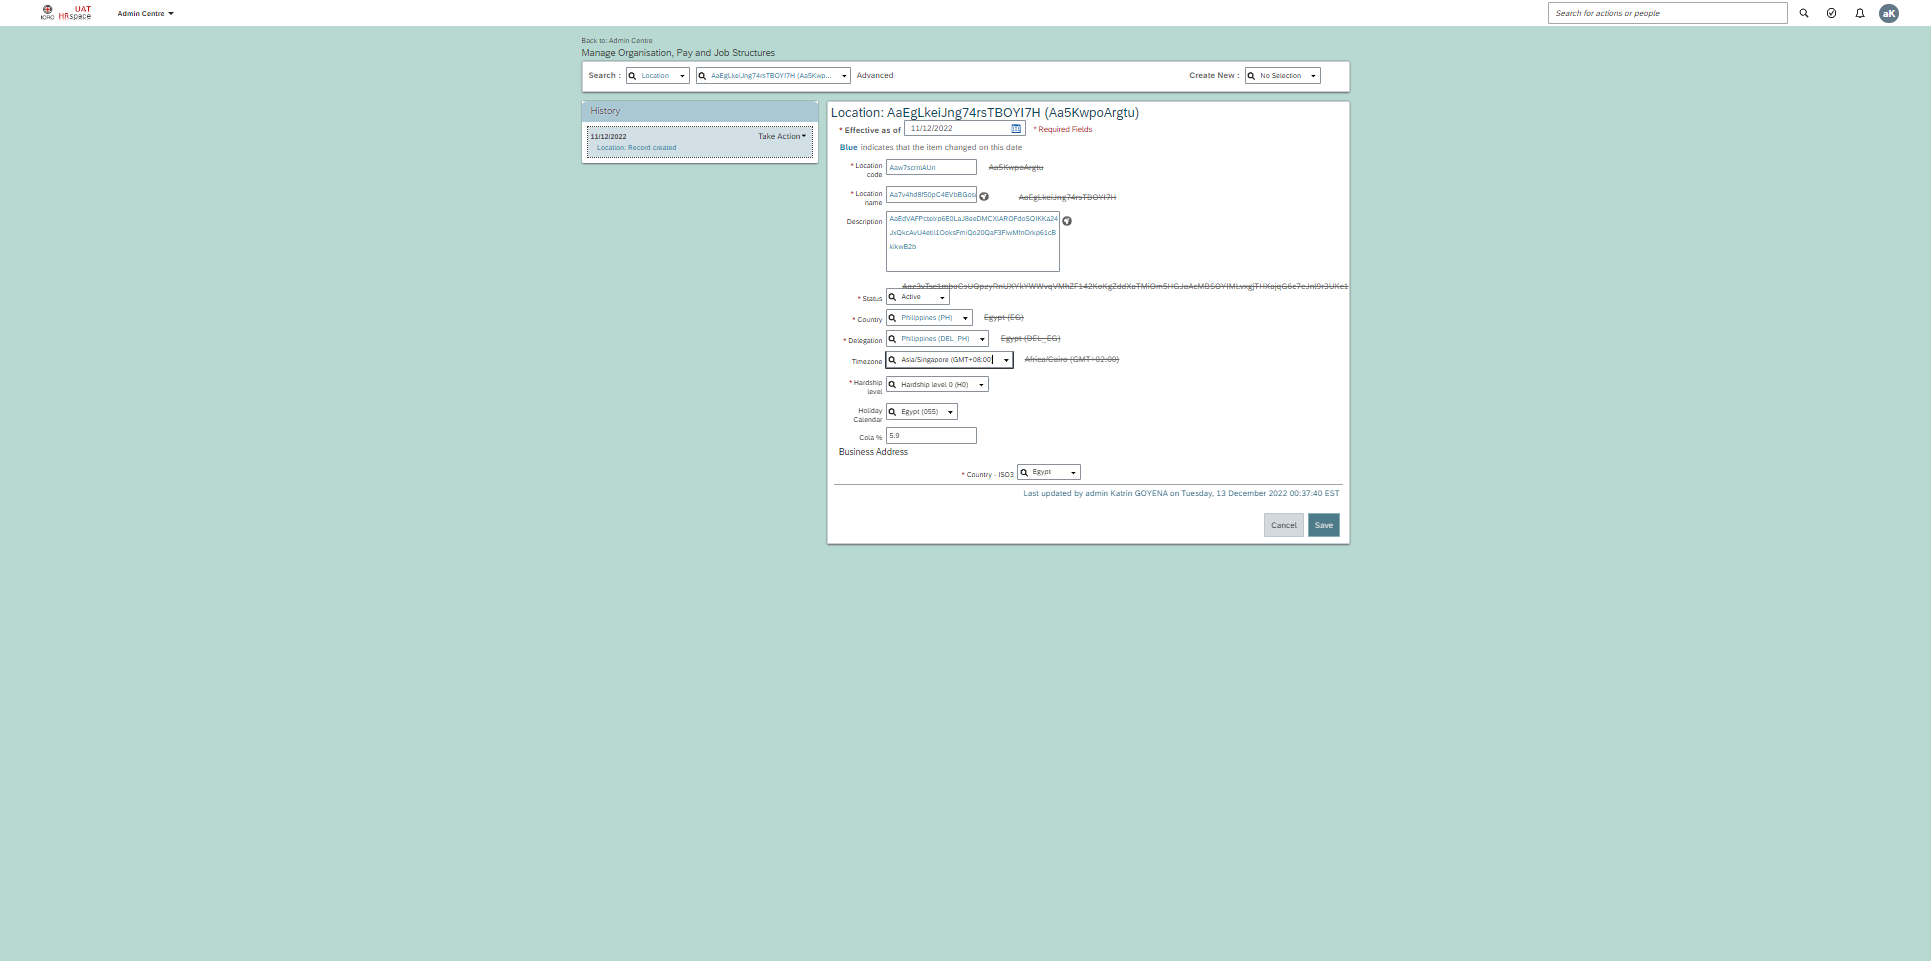 ICRC
UAT
HRspace
Admin Centre
Search for actions or people
aK
Back to: Admin Centre
Manage Organisation, Pay and Job Structures
Search :
Location
AaEgLkeiJng74rsTBOYI7H (Aa5Kwp...
Advanced
Create New :
No Selection
History
11/12/2022
Take Action
Location: Record created
Location: AaEgLkeiJng74rsTBOYI7H (Aa5KwpoArgtu)
* Effective as of
11/12/2022
* Required Fields
Blue indicates that the item changed on this date
* Location code
Aa5KwpoArgtu
* Location name
AaEgLkeiJng74rsTBOYI7H
Description
kikwB2b
* Status
Active
* Country
Philippines (PH)
Egypt (EG)
* Delegation
Philippines (DEL_PH)
Egypt (DEL_EG)
Timezone
Asia/Singapore (GMT+08:00
Africa/Cairo (GMT+02:00)
* Hardship level
Hardship level 0 (H0)
Holiday Calendar
Egypt (055)
Cola %
5.9
Business Address
* Country - ISO3
Egypt
Last updated by admin Katrin GOYENA on Tuesday, 13 December 2022 00:37:40 EST
Cancel
Save